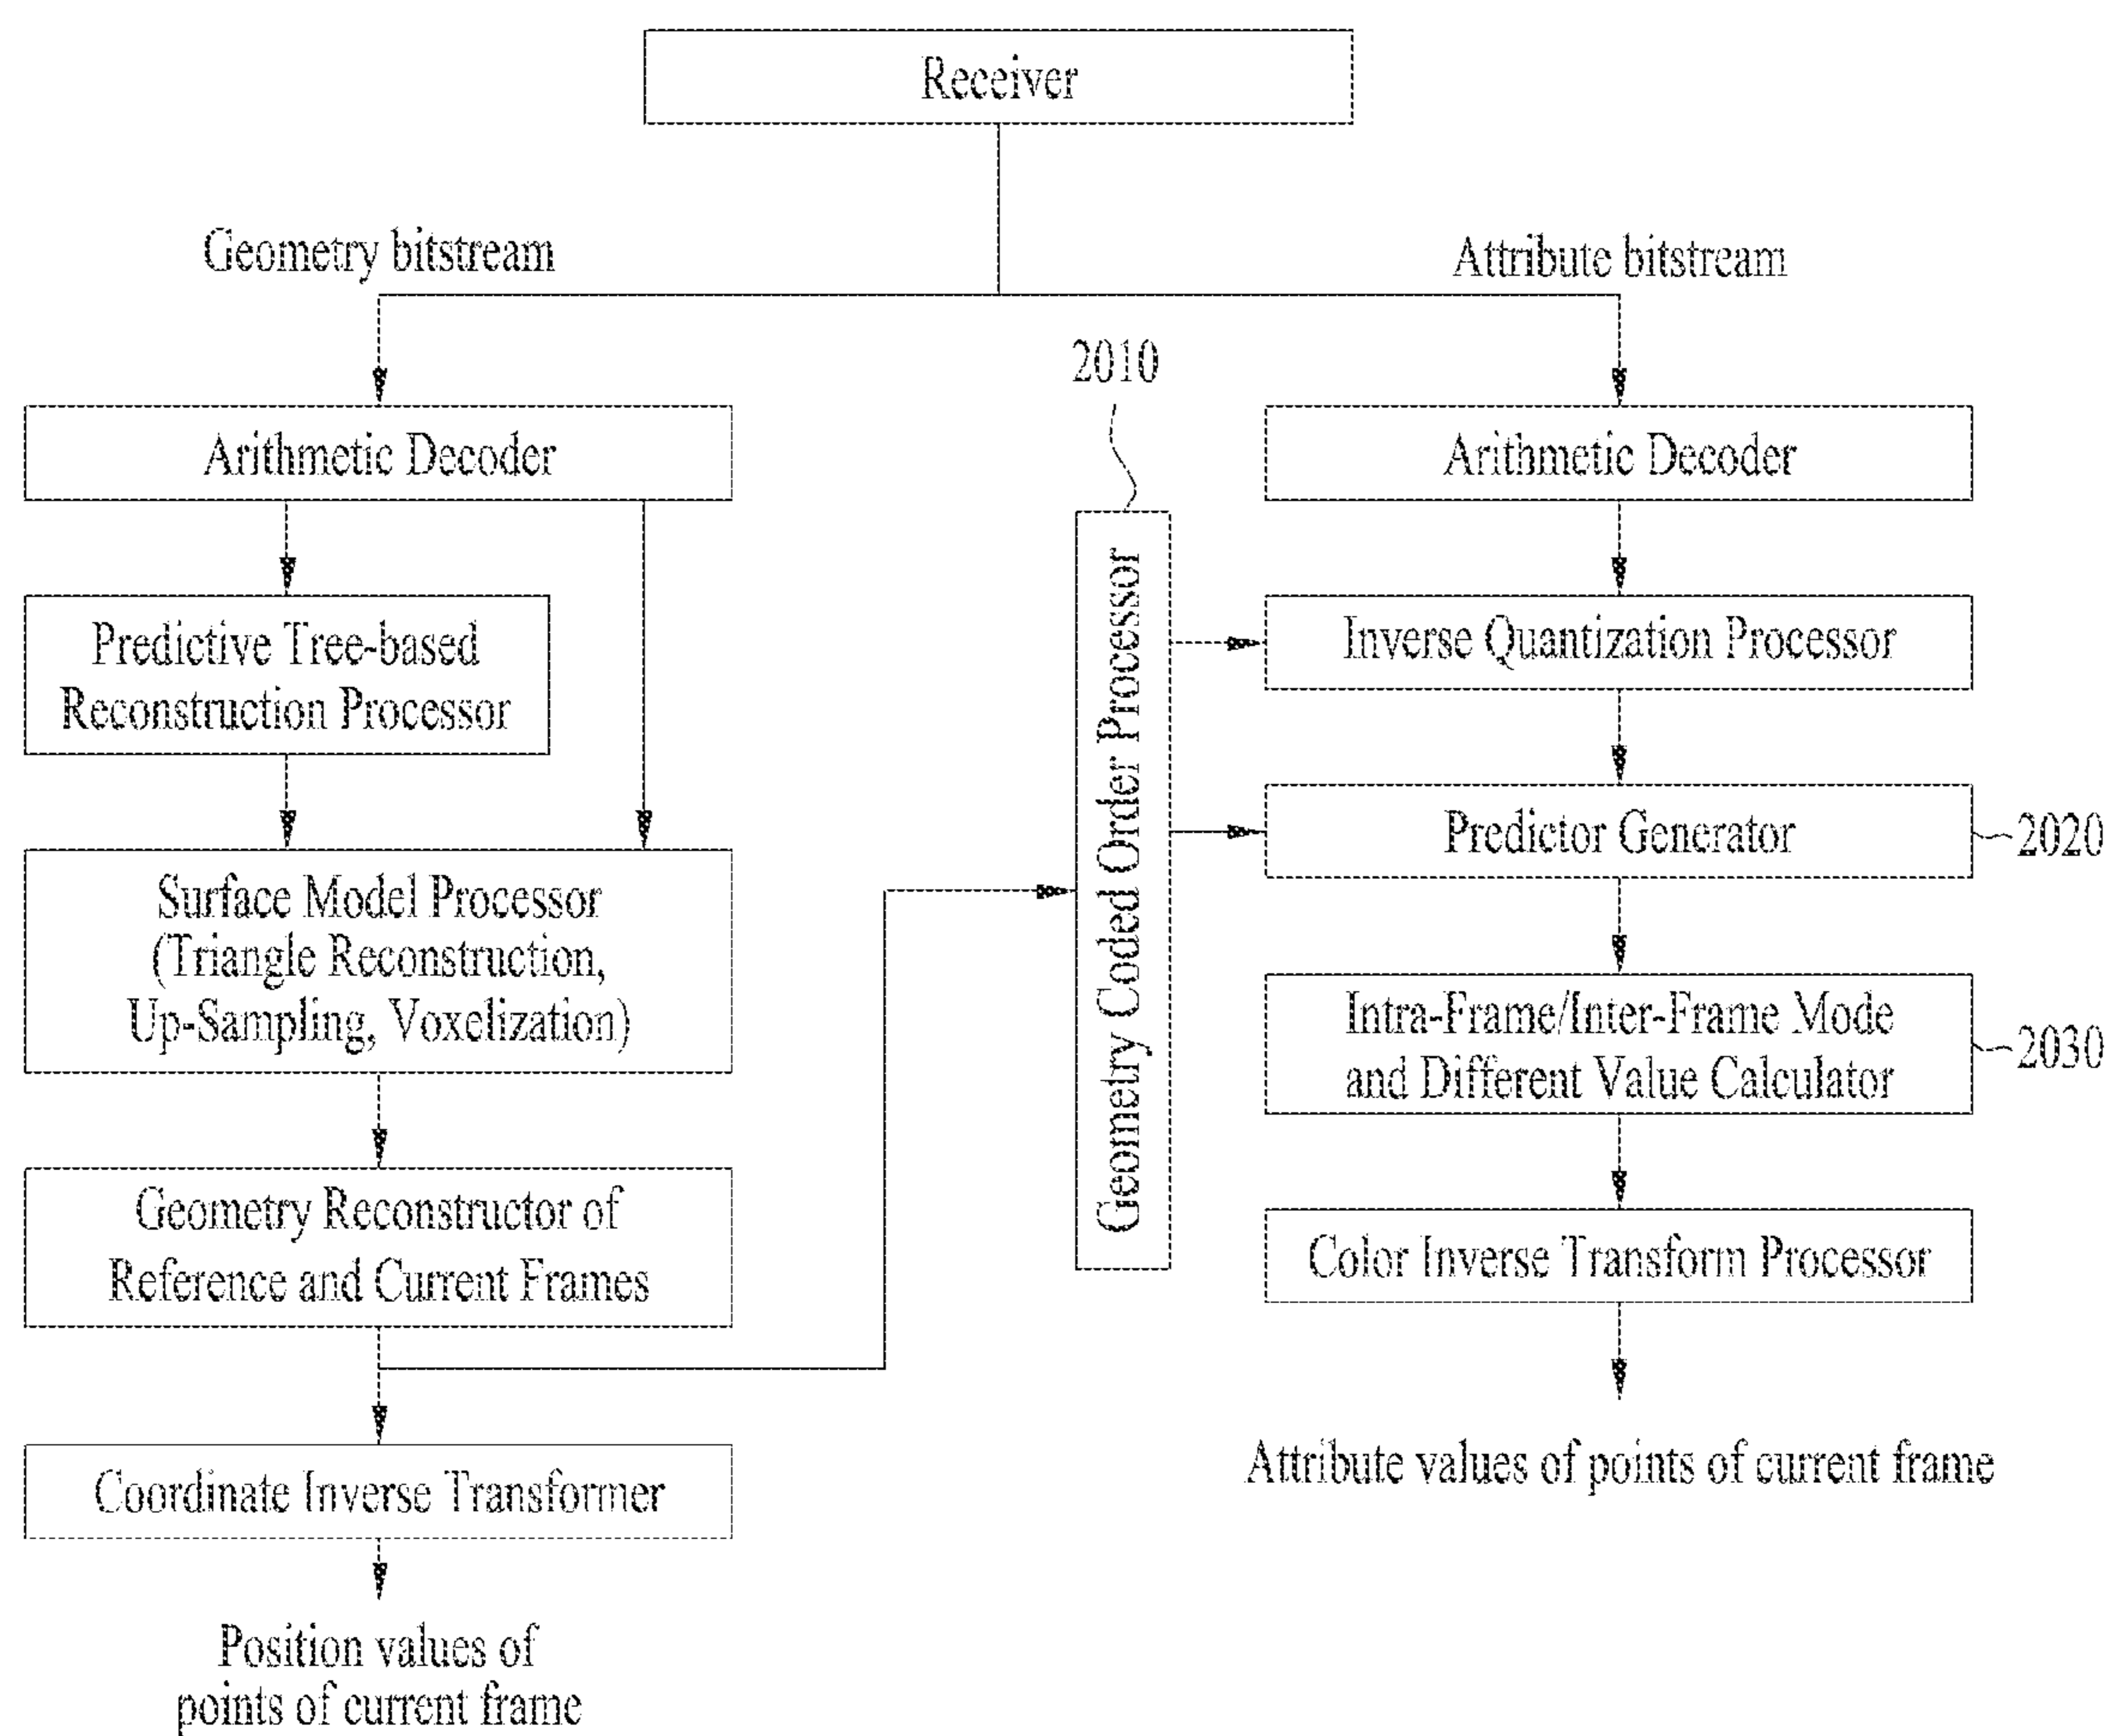 Receiver
Geometry bitstream
Attribute bitstream
2010
Arithmetic Decoder
Arithmetic Decoder
Predictive Tree-based
Reconstruction Processor
Geometry Coded Order Processor
Inverse Quantization Processor
Predictor Generator
2020
Surface Model Processor
(Triangle Reconstruction,
Up-Sampling, Voxelization)
Intra-Frame/Inter-Frame Mode
and Different Value Calculator
2030
Geometry Reconstructor of
Reference and Current Frames
Color Inverse Transform Processor
Coordinate Inverse Transformer
Attribute values of points of current frame
Position values of
points of current frame